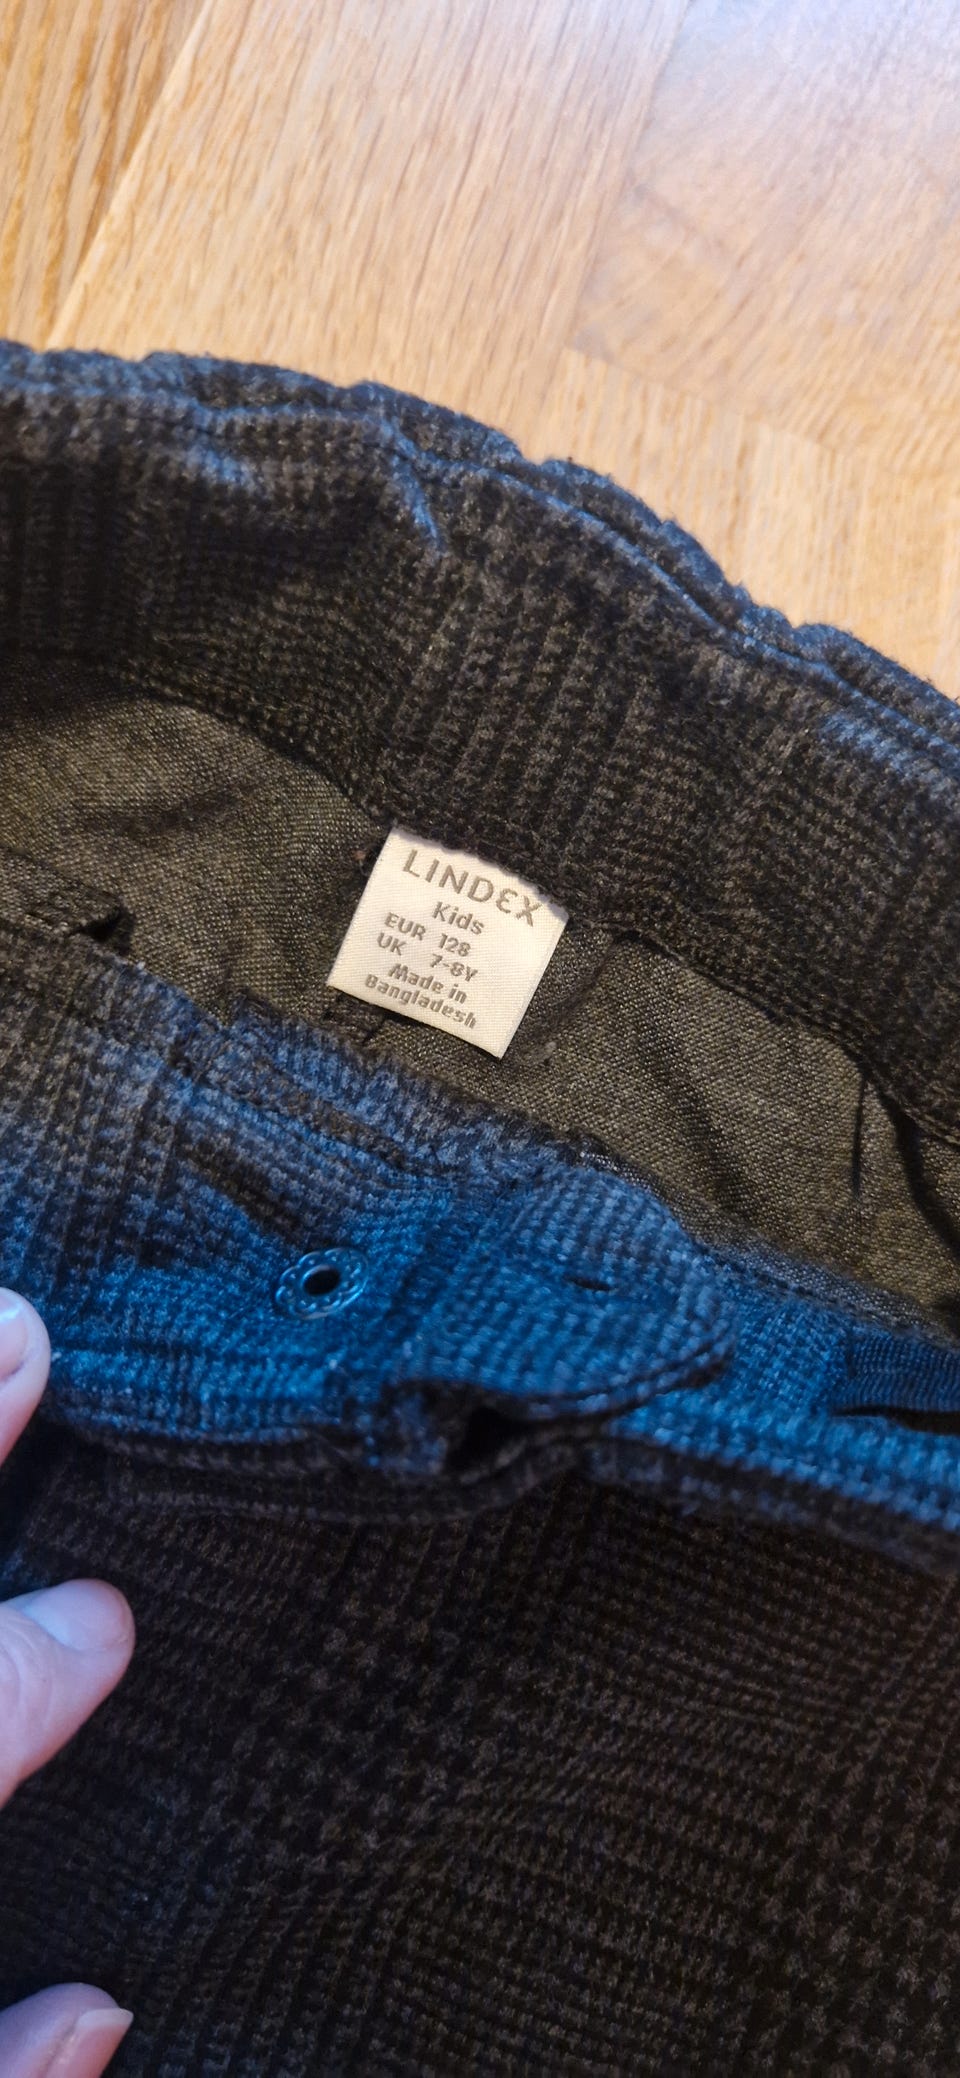 LINDEX
Kids
EUR 128
UK 7-8Y
Made in
Bangladesh